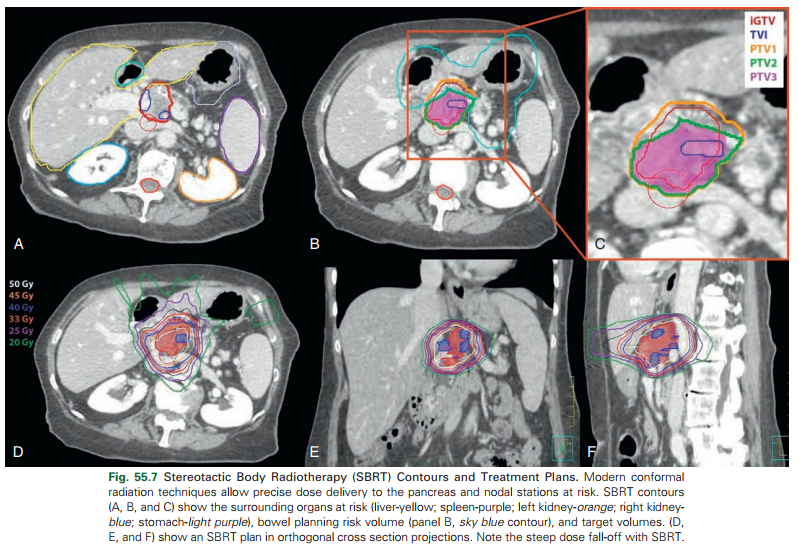 iGTV
TVI
PTV1
PTV2
PTV3
A
B
C
50 Gy
45 Gy
40 Gy
33 Gy
25 Gy
20 Gy
D
E
F
Fig. 55.7 Stereotactic Body Radiotherapy (SBRT) Contours and Treatment Plans. Modern conformal
radiation techniques allow precise dose delivery to the pancreas and nodal stations at risk. SBRT contours
(A, B, and C) show the surrounding organs at risk (liver-yellow; spleen-purple; left kidney-orange; right kidney-
blue; stomach-light purple), bowel planning risk volume (panel B, sky blue contour), and target volumes. (D,
E, and F) show an SBRT plan in orthogonal cross section projections. Note the steep dose fall-off with SBRT.